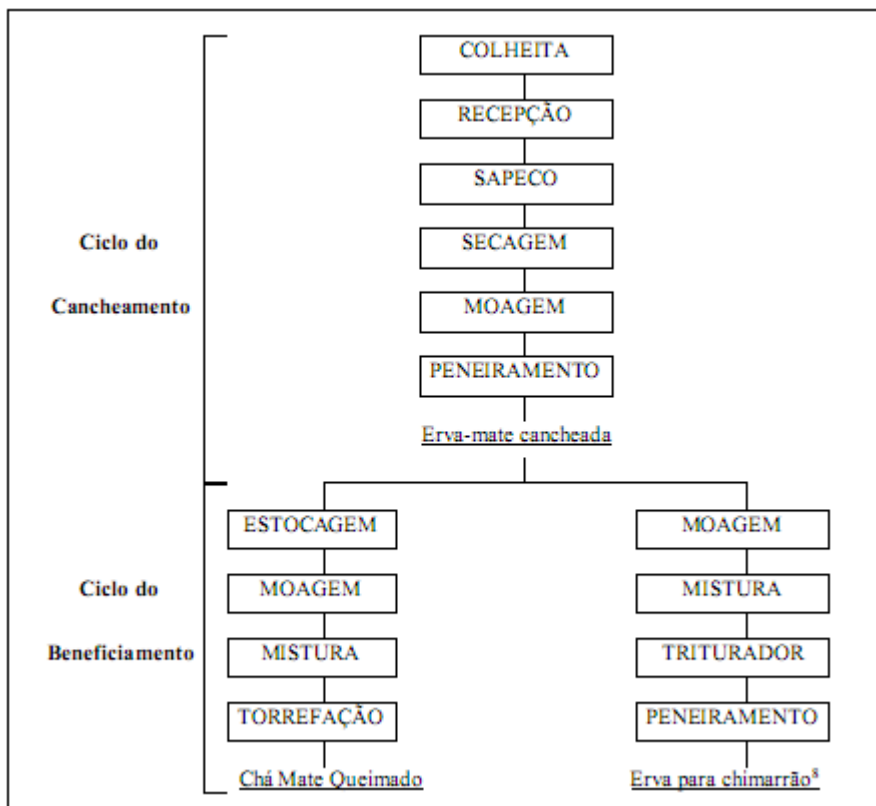 COLHEITA
RECEPÇÃO
SAPECO
SECAGEM
MOAGEM
PENEIRAMENTO
Erva-mate cancheada
Ciclo do
Cancheamento
ESTOCAGEM
MOAGEM
MISTURA
TORREFAÇÃO
Chá Mate Queimado
MOAGEM
MISTURA
TRITURADOR
PENEIRAMENTO
Erva para chimarrão⁸
Ciclo do
Beneficiamento